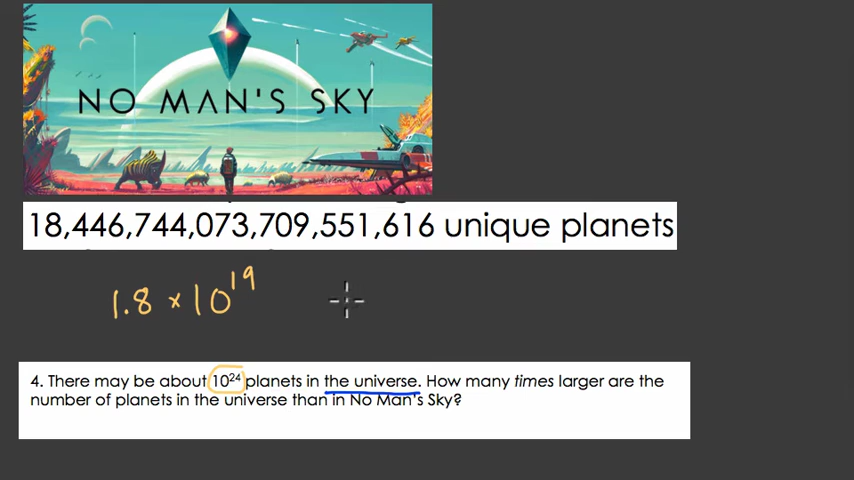 NO MAN'S SKY
18,446,744,073,709,551,616 unique planets
1.8 × 10¹⁹
4. There may be about 10²⁴ planets in the universe. How many times larger are the
number of planets in the universe than in No Man's Sky?